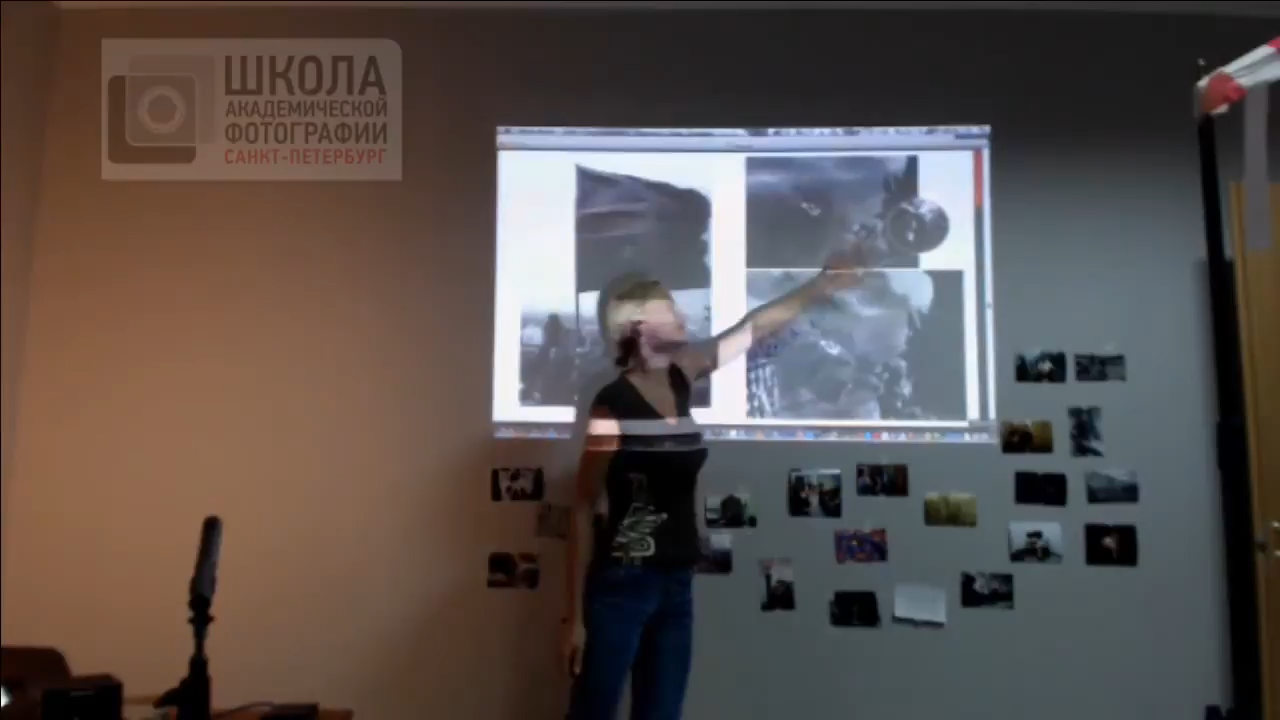 ШКОЛА
АКАДЕМИЧЕСКОЙ
ФОТОГРАФИИ
САНКТ-ПЕТЕРБУРГ